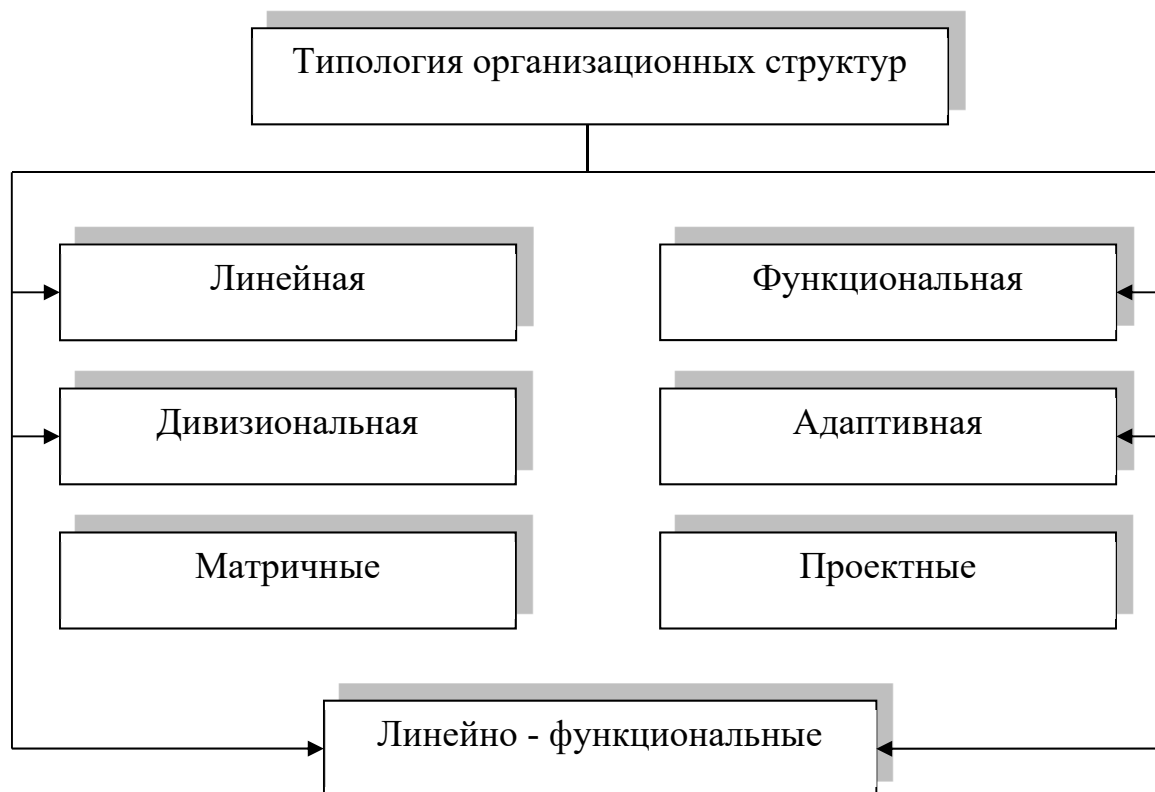 Типология организационных структур
Линейная
Функциональная
Дивизиональная
Адаптивная
Матричные
Проектные
Линейно - функциональные